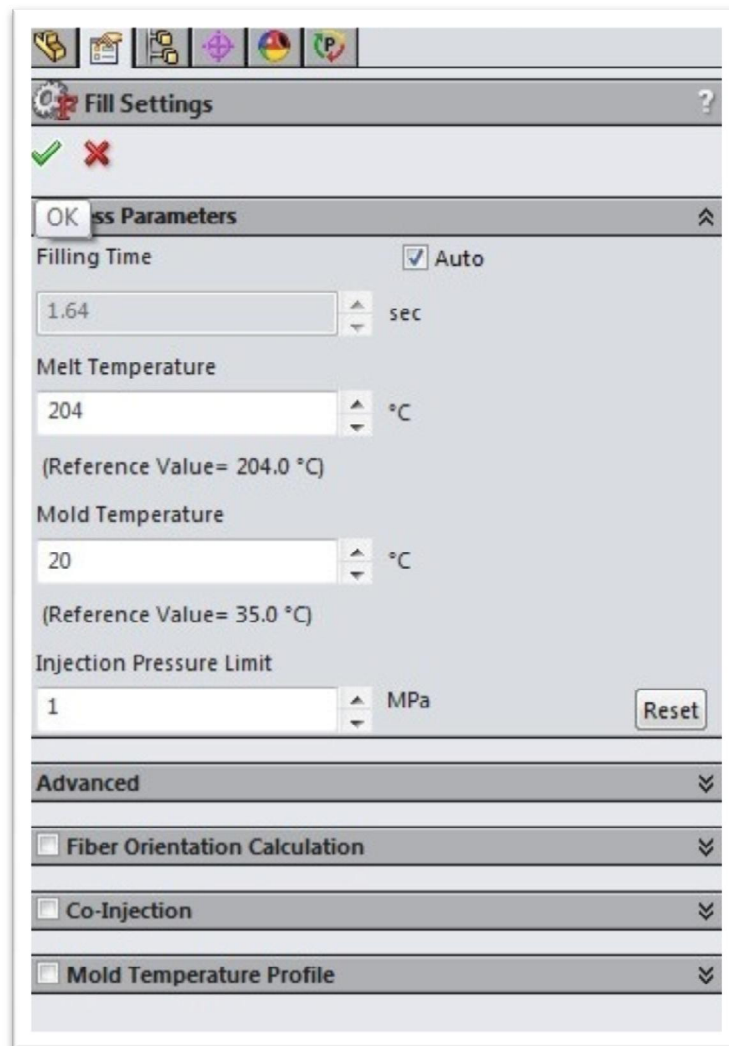 Fill Settings ?
OK ss Parameters
Filling Time Auto
1.64 sec
Melt Temperature
204 °C
(Reference Value= 204.0 °C)
Mold Temperature
20 °C
(Reference Value= 35.0 °C)
Injection Pressure Limit
1 MPa Reset
Advanced
Fiber Orientation Calculation
Co-Injection
Mold Temperature Profile